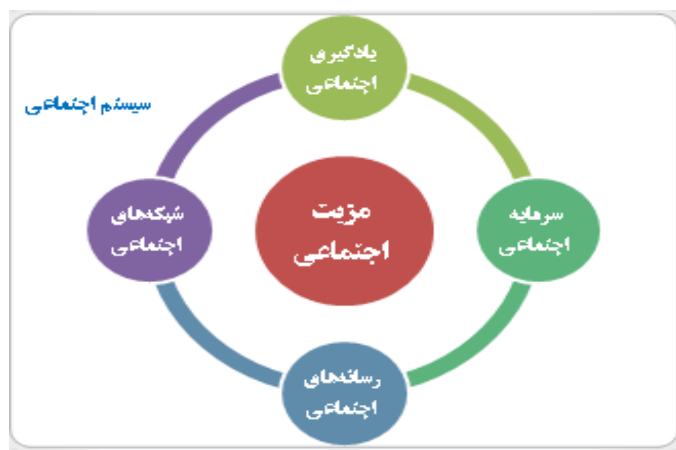 یادگیری
اجتماعی
سیستم اجتماعی
شبکه‌های
اجتماعی
مزیت
اجتماعی
سرمایه
اجتماعی
رسانه‌های
اجتماعی